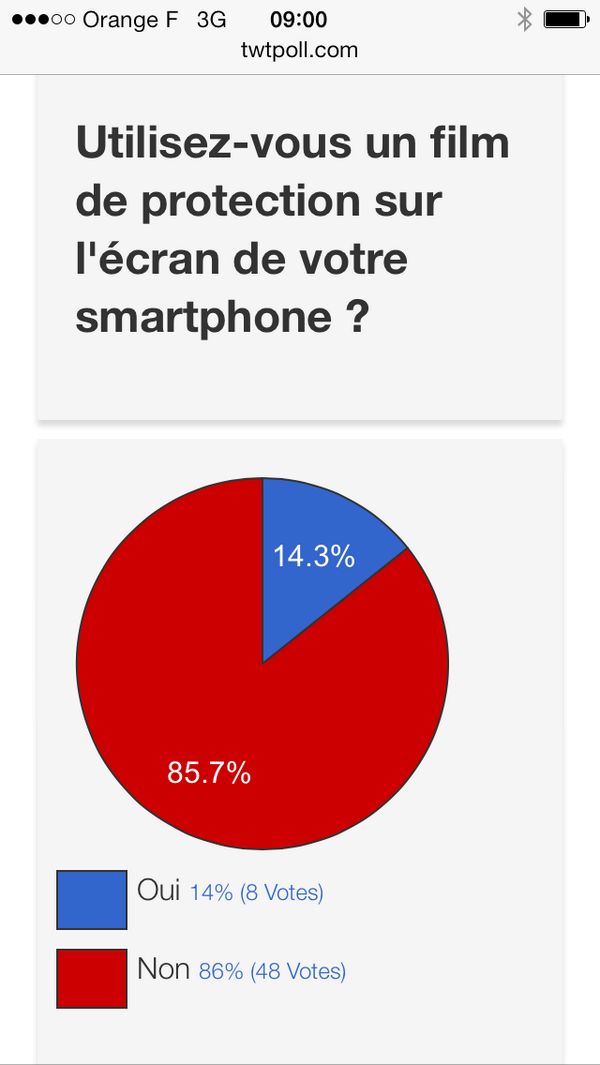 Orange F 3G 09:00
twtpoll.com
Utilisez-vous un film
de protection sur
l'écran de votre
smartphone ?
14.3%
85.7%
Oui 14% (8 Votes)
Non 86% (48 Votes)